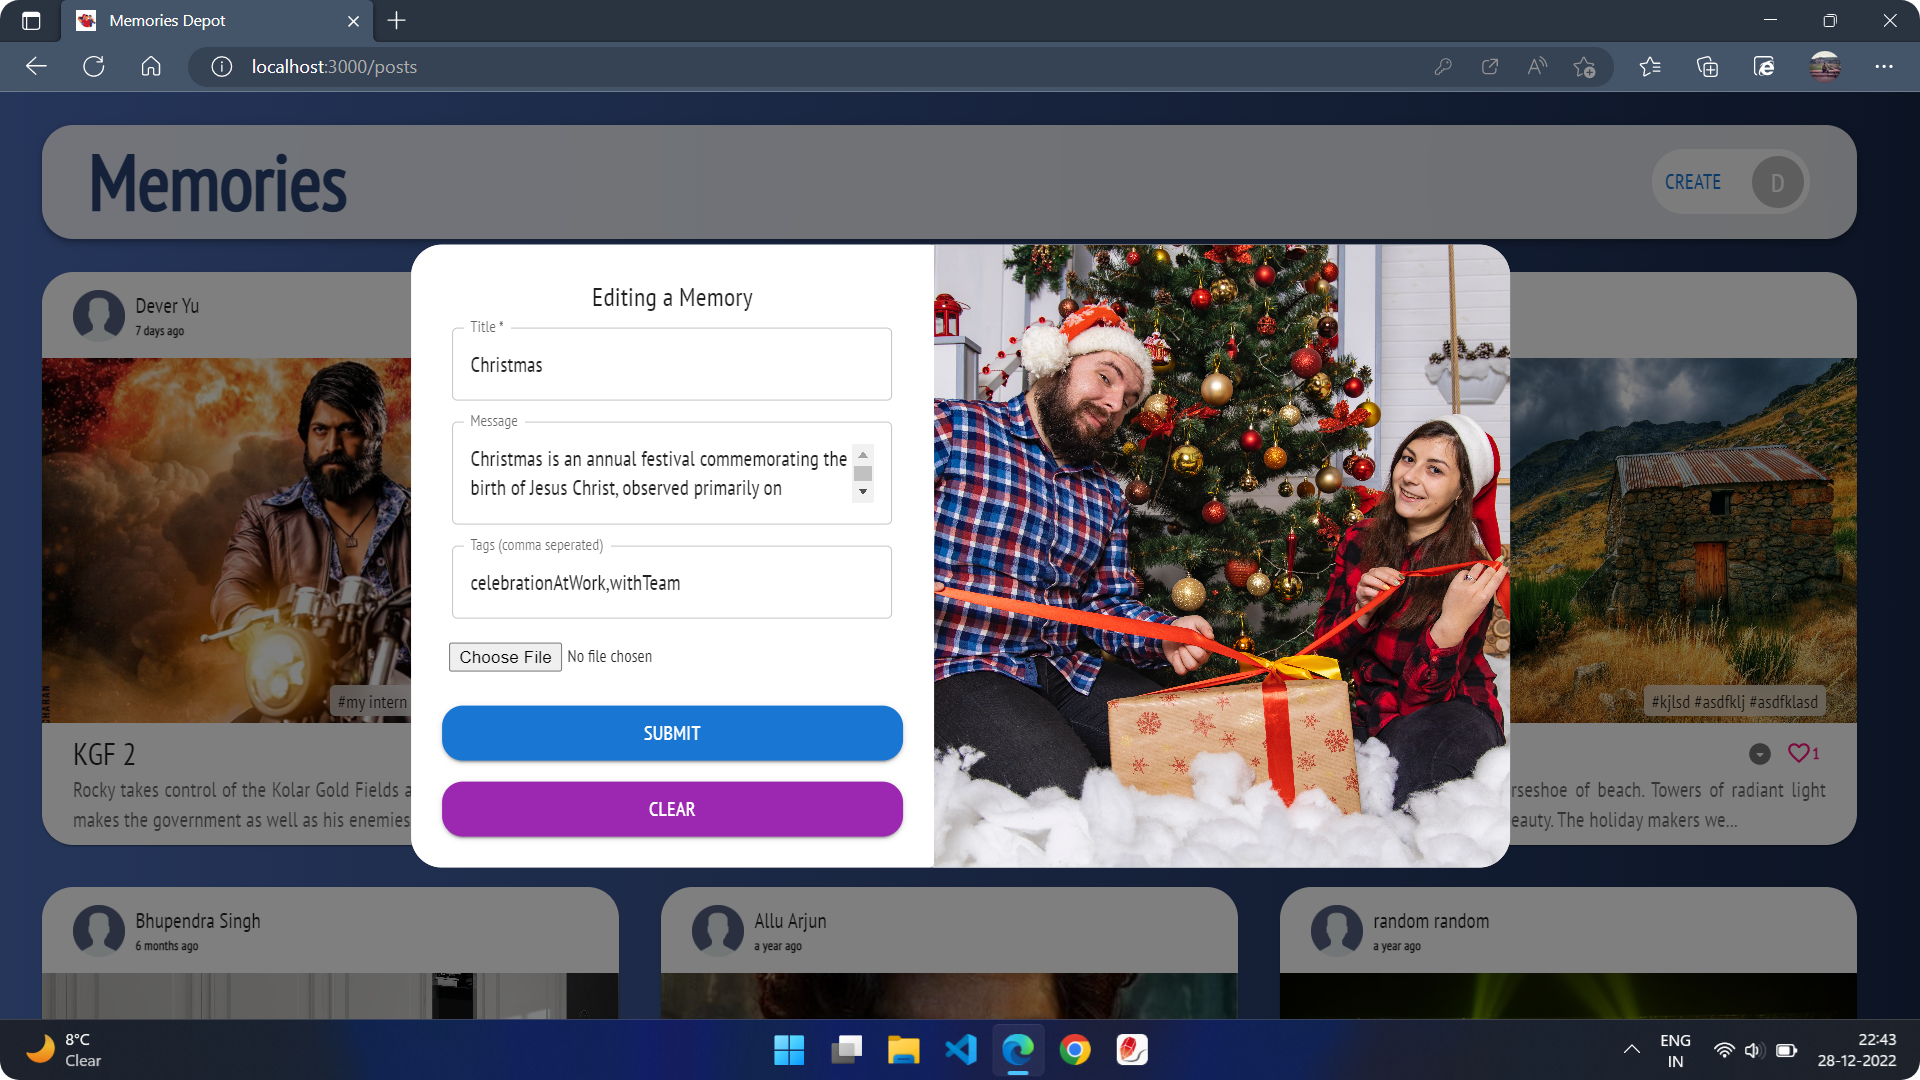 Memories Depot
localhost:3000/posts
Memories
CREATE
D
Dever Yu
7 days ago
#my intern
KGF 2
Rocky takes control of the Kolar Gold Fields a
makes the government as well as his enemies
Editing a Memory
Title *
Christmas
Message
Christmas is an annual festival commemorating the
birth of Jesus Christ, observed primarily on
Tags (comma seperated)
celebrationAtWork,withTeam
Choose File No file chosen
SUBMIT
CLEAR
#kjlsd #asdfklj #asdfklasd
1
rseshoe of beach. Towers of radiant light
eauty. The holiday makers we...
Bhupendra Singh
6 months ago
Allu Arjun
a year ago
random random
a year ago
8°C
Clear
ENG
IN
22:43
28-12-2022